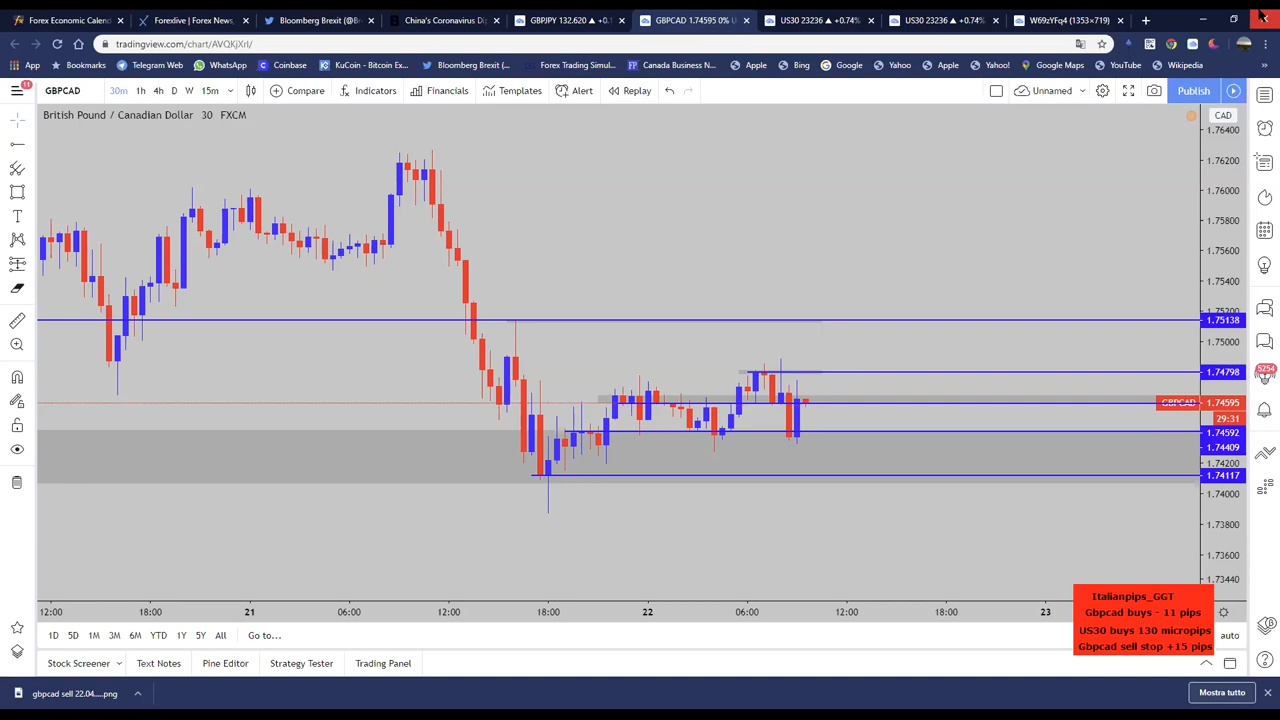 Forex Economic Calend
Forexlive | Forex News,
Bloomberg Brexit (@Br
China's Coronavirus Di
GBPJPY 132.620 ▲ +0.1
GBPCAD 1.74595 0% U
US30 23236 ▲ +0.74%
US30 23236 ▲ +0.74%
W69zYFq4 (1353×719)
tradingview.com/chart/AVQKjXrI/
App
Bookmarks
Telegram Web
WhatsApp
Coinbase
KuCoin - Bitcoin Ex...
Bloomberg Brexit (...
Forex Trading Simu...
Canada Business N...
Apple
Bing
Google
Yahoo
Apple
Yahoo!
Google Maps
YouTube
Wikipedia
»
11
GBPCAD
30m 1h 4h D W 15m
Compare
Indicators
Financials
Templates
Alert
Replay
Unnamed
Publish
British Pound / Canadian Dollar 30 FXCM
CAD
1.76400
1.76200
1.76000
1.75800
1.75600
1.75400
1.75200
1.75138
1.75000
1.74798
5254
GBPCAD 1.74595
29:31
1.74592
1.74409
1.74200
1.74117
1.74000
1.73800
1.73600
1.73440
Italianpips_GGT
Gbpcad buys - 11 pips
US30 buys 130 micropips
Gbpcad sell stop +15 pips
12:00 18:00 21 06:00 12:00 18:00 22 06:00 12:00 18:00 23
1D 5D 1M 3M 6M YTD 1Y 5Y All Go to...
auto
Stock Screener
Text Notes
Pine Editor
Strategy Tester
Trading Panel
gbpcad sell 22.04.....png
Mostra tutto